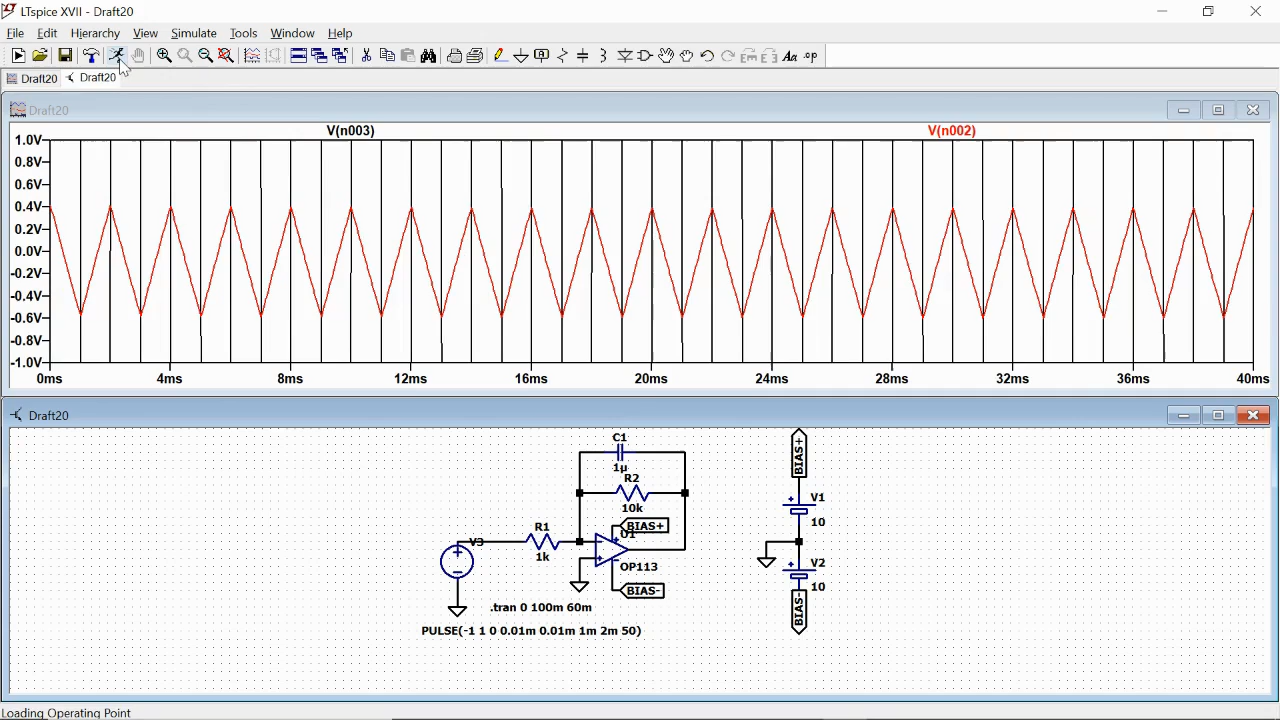 LTspice XVII - Draft20
File Edit Hierarchy View Simulate Tools Window Help
Aa .op
Draft20 Draft20
Draft20
V(n003) V(n002)
1.0V
0.8V
0.6V
0.4V
0.2V
0.0V
-0.2V
-0.4V
-0.6V
-0.8V
-1.0V
0ms 4ms 8ms 12ms 16ms 20ms 24ms 28ms 32ms 36ms 40ms
Draft20
C1
1µ
R2
10k
BIAS+
U1
R1
1k
V3
OP113
BIAS-
.tran 0 100m 60m
PULSE(-1 1 0 0.01m 0.01m 1m 2m 50)
BIAS+
V1
10
V2
10
BIAS-
Loading Operating Point